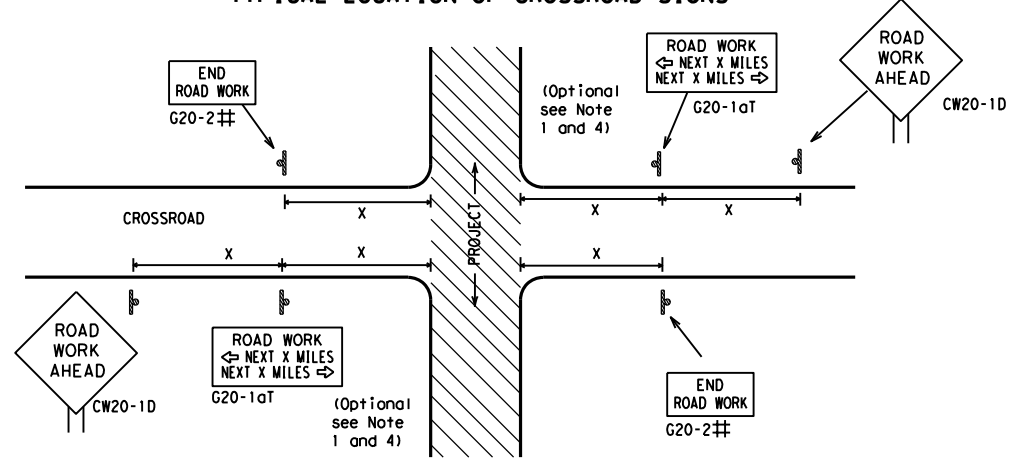 TYPICAL LOCATION OF CROSSROAD SIGNS
END
ROAD WORK
G20-2#
(Optional
see Note
1 and 4)
ROAD WORK
⇦ NEXT X MILES
NEXT X MILES ⇨
G20-1aT
ROAD
WORK
AHEAD
CW20-1D
X
X
X
CROSSROAD
PROJECT
X
X
X
ROAD
WORK
AHEAD
CW20-1D
ROAD WORK
⇦ NEXT X MILES
NEXT X MILES ⇨
G20-1aT
(Optional
see Note
1 and 4)
END
ROAD WORK
G20-2#